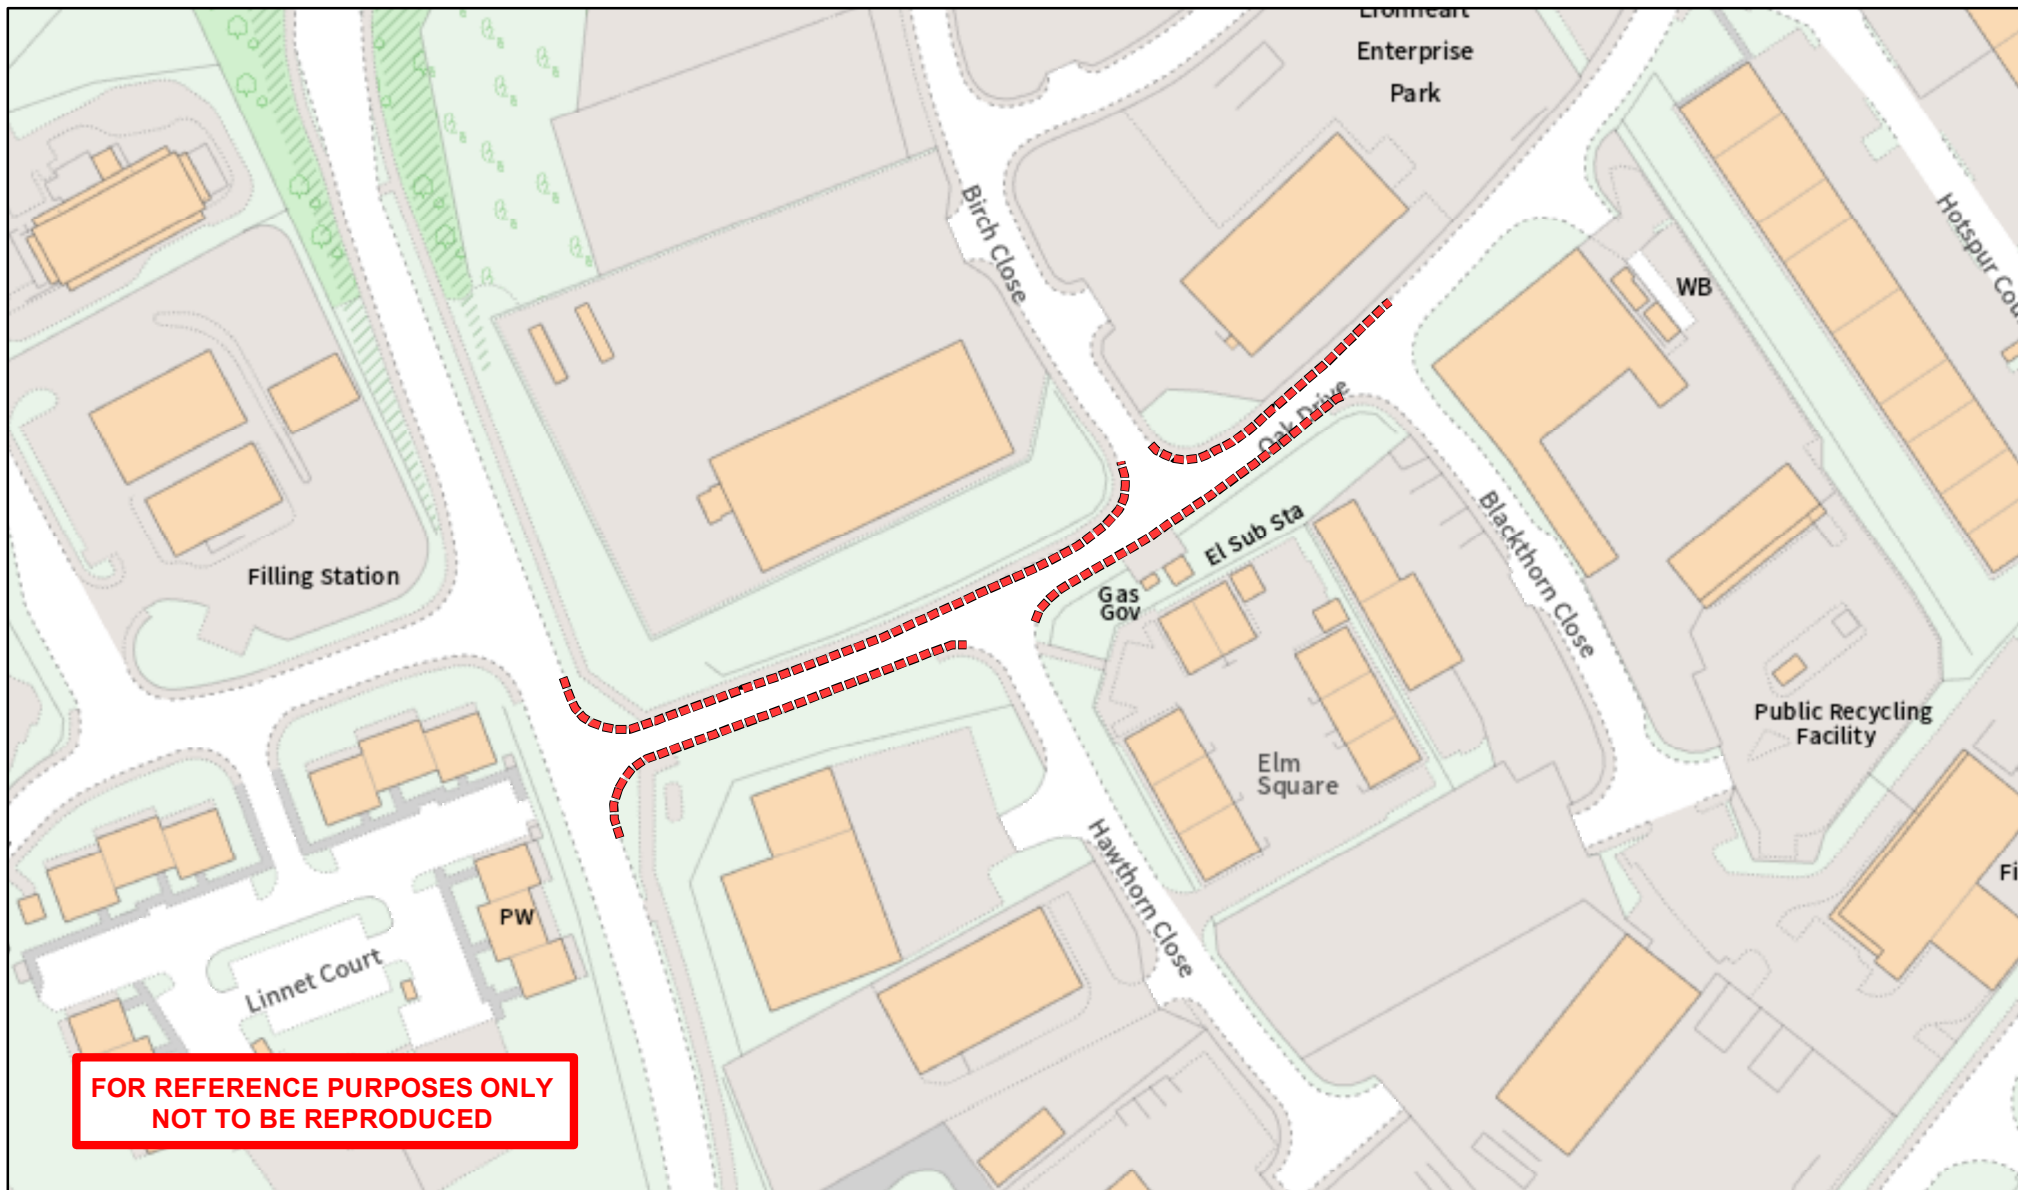 Lionheart
Enterprise
Park
Birch Close
Hotspur Cou
WB
Oak Drive
Filling Station
El Sub Sta
Gas
Gov
Blackthorn Close
Public Recycling
Facility
Elm
Square
Hawthorn Close
Fi
PW
Linnet Court
FOR REFERENCE PURPOSES ONLY
NOT TO BE REPRODUCED